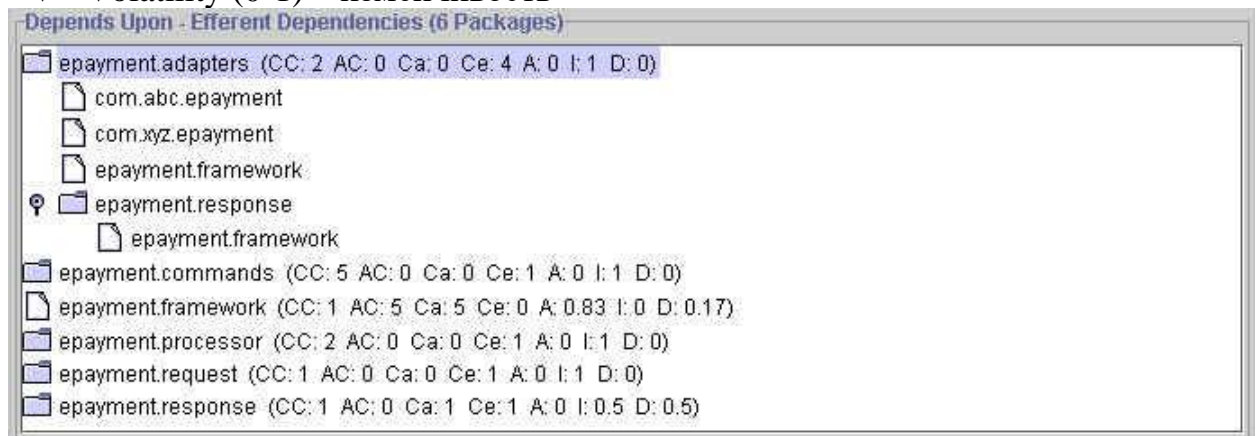 Depends Upon - Efferent Dependencies (6 Packages)
epayment.adapters (CC: 2 AC: 0 Ca: 0 Ce: 4 A: 0 I: 1 D: 0)
com.abc.epayment
com.xyz.epayment
epayment.framework
epayment.response
epayment.framework
epayment.commands (CC: 5 AC: 0 Ca: 0 Ce: 1 A: 0 I: 1 D: 0)
epayment.framework (CC: 1 AC: 5 Ca: 5 Ce: 0 A: 0.83 I: 0 D: 0.17)
epayment.processor (CC: 2 AC: 0 Ca: 0 Ce: 1 A: 0 I: 1 D: 0)
epayment.request (CC: 1 AC: 0 Ca: 0 Ce: 1 A: 0 I: 1 D: 0)
epayment.response (CC: 1 AC: 0 Ca: 1 Ce: 1 A: 0 I: 0.5 D: 0.5)